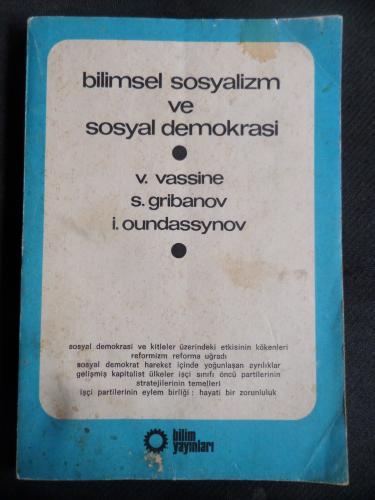 bilimsel sosyalizm
ve
sosyal demokrasi
v. vassine
s. gribanov
i. oundassynov
sosyal demokrasi ve kitleler üzerindeki etkisinin kökenleri
reformizm reforma uğradı
sosyal demokrat hareket içinde yoğunlaşan ayrılıklar
gelişmiş kapitalist ülkeler işçi sınıfı öncü partilerinin
stratejilerinin temelleri
işçi partilerinin eylem birliği : hayati bir zorunluluk
bilim
yayınları